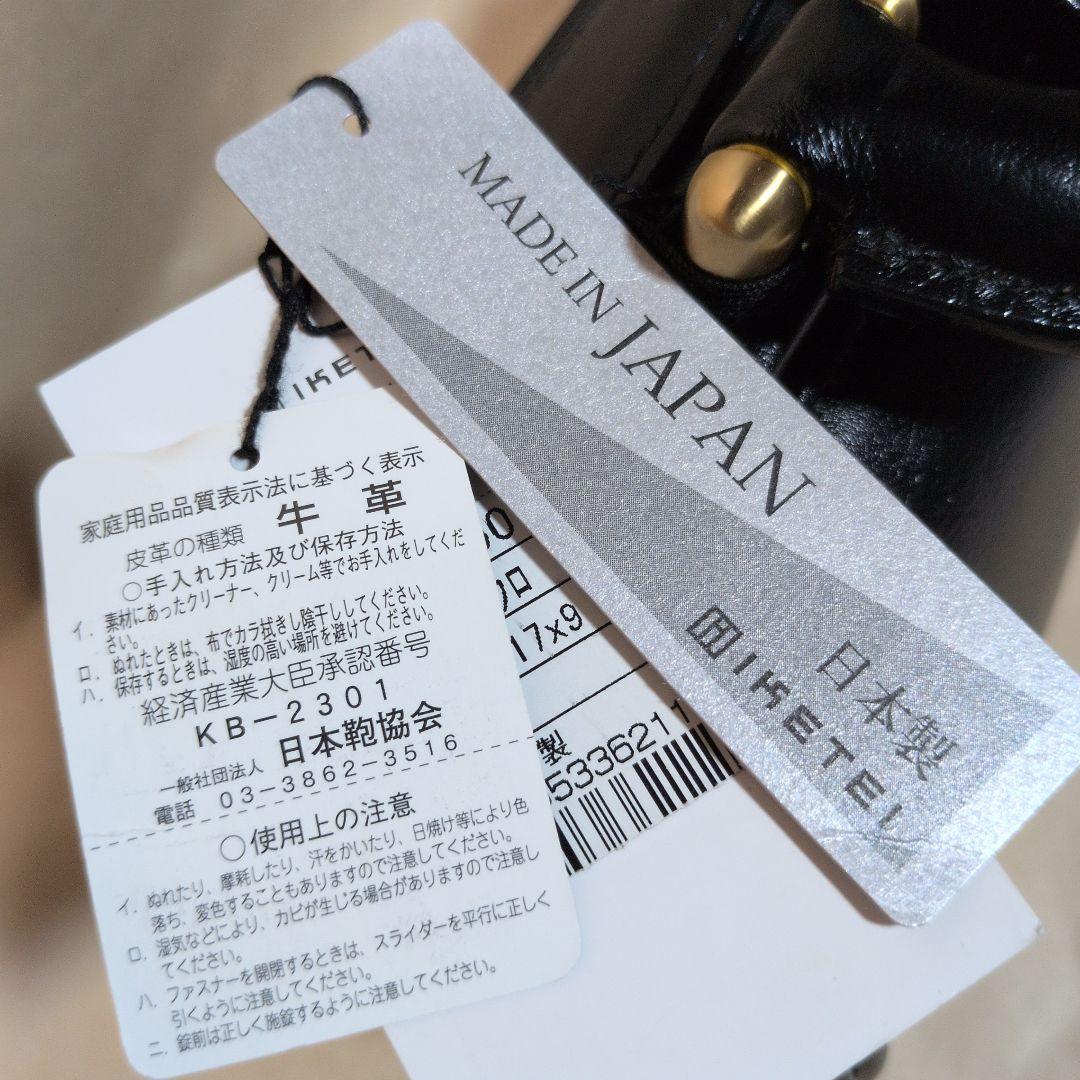 MADE IN JAPAN
日本製
IKETEI
IKETE
家庭用品品質表示法に基づく表示
皮革の種類 牛 革
○手入れ方法及び保存方法
イ. 素材にあったクリーナー、クリーム等でお手入れをしてくだ
さい。
ロ. ぬれたときは、布でカラ拭きし陰干ししてください。
ハ. 保存するときは、湿度の高い場所を避けてください。
経済産業大臣承認番号
KB-2301
一般社団法人 日本鞄協会
電話 03-3862-3516
○使用上の注意
イ. ぬれたり、摩耗したり、汗をかいたり、日焼け等により色
落ち、変色することもありますので注意してください。
ロ. 湿気などにより、カビが生じる場合がありますので注意し
てください。
ハ. ファスナーを開閉するときは、スライダーを平行に正しく
引くように注意してください。
ニ. 錠前は正しく施錠するように注意してください。
17×9
製
5336211